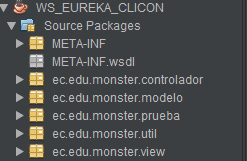 WS_EUREKA_CLICON
Source Packages
META-INF
META-INF.wsdl
ec.edu.monster.controlador
ec.edu.monster.modelo
ec.edu.monster.prueba
ec.edu.monster.util
ec.edu.monster.view